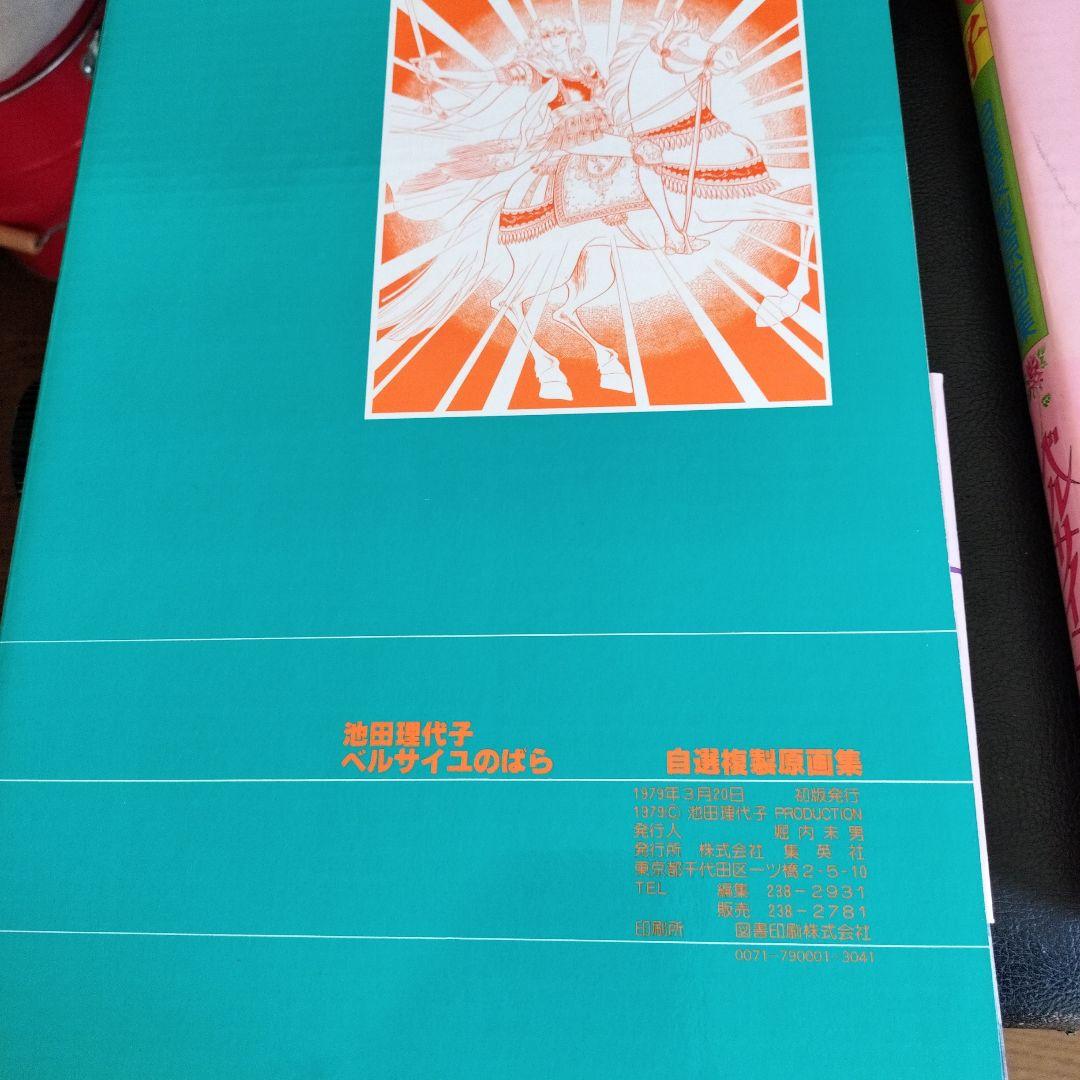 池田理代子
ベルサイユのばら 自選複製原画集
1979年3月20日 初版発行
1979(C) 池田理代子 PRODUCTION
発行人 堀内末男
発行所 株式会社 集英社
東京都千代田区一ツ橋2-5-10
TEL 編集 238-2931
販売 238-2781
印刷所 図書印刷株式会社
0071-790001-3041
ベルサイ